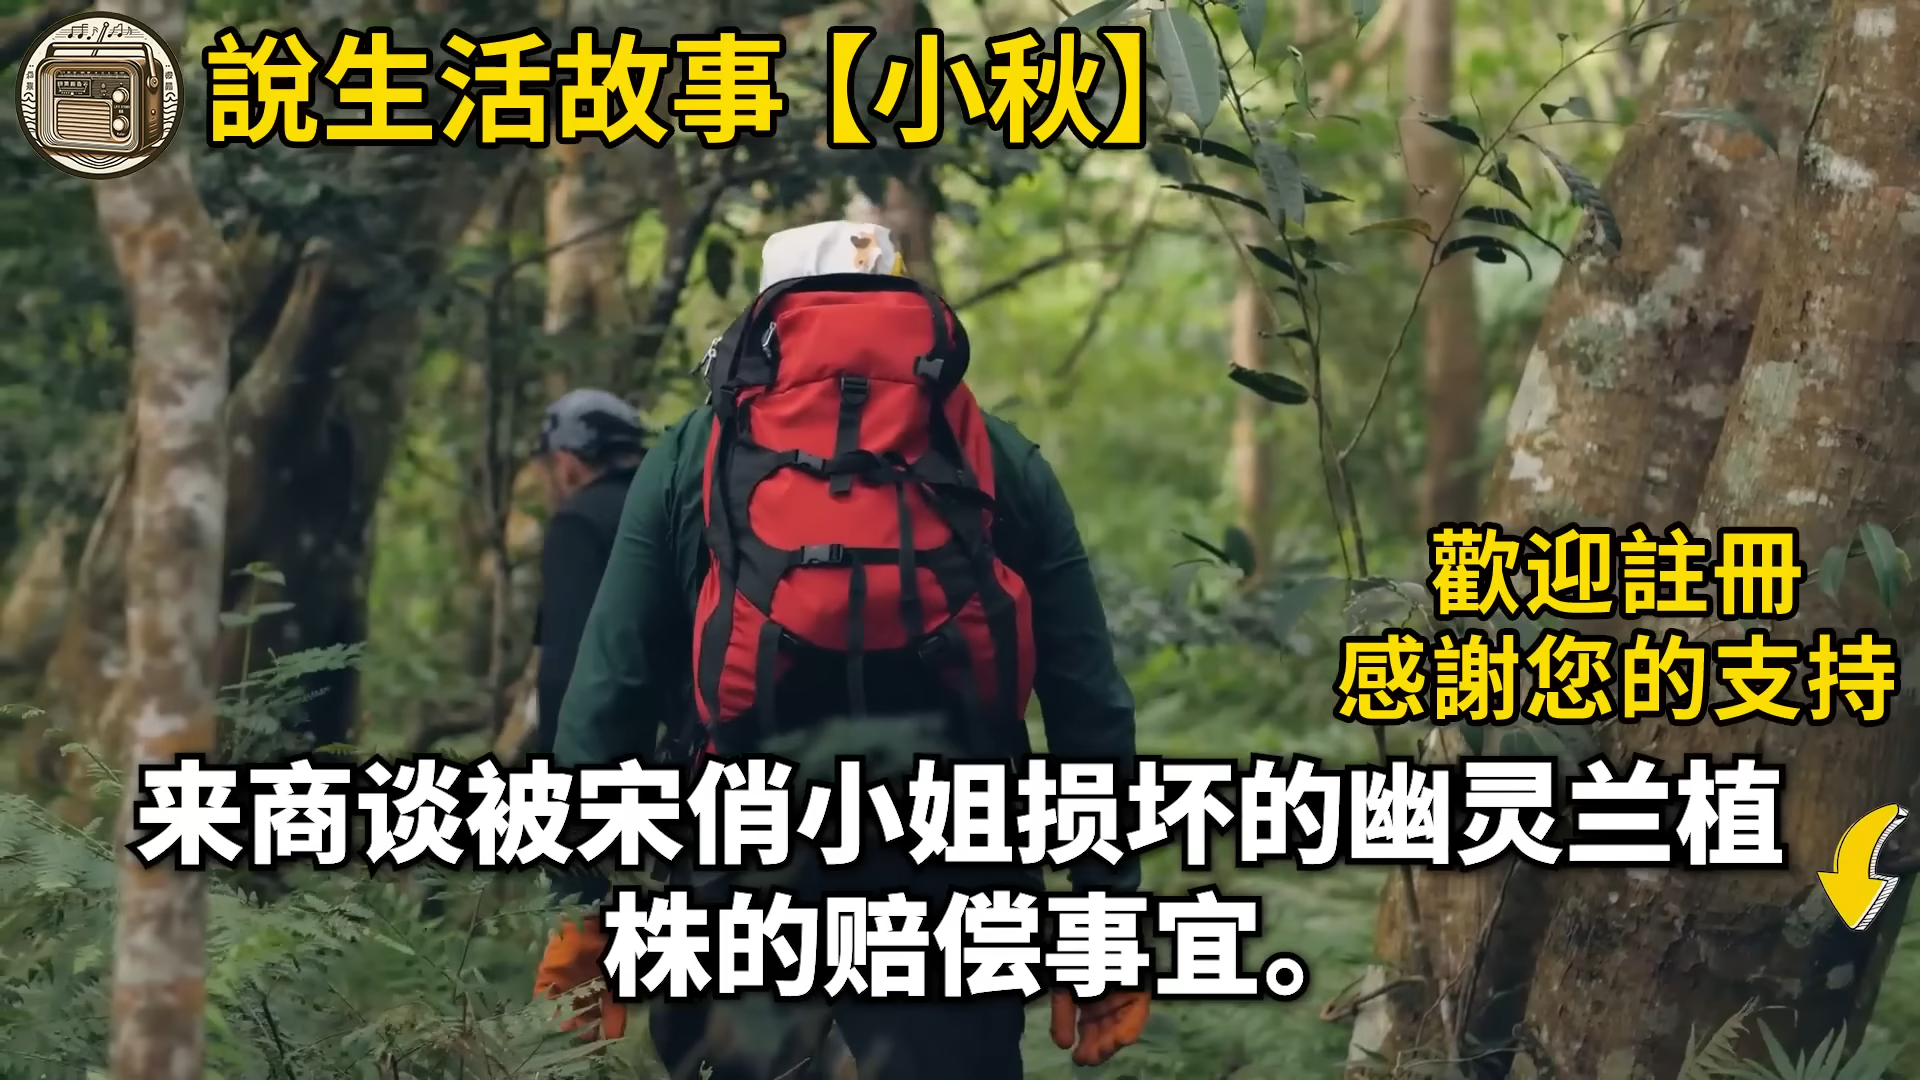 說生活故事【小秋】
歡迎註冊
感謝您的支持
来商谈被宋俏小姐损坏的幽灵兰植
株的赔偿事宜。